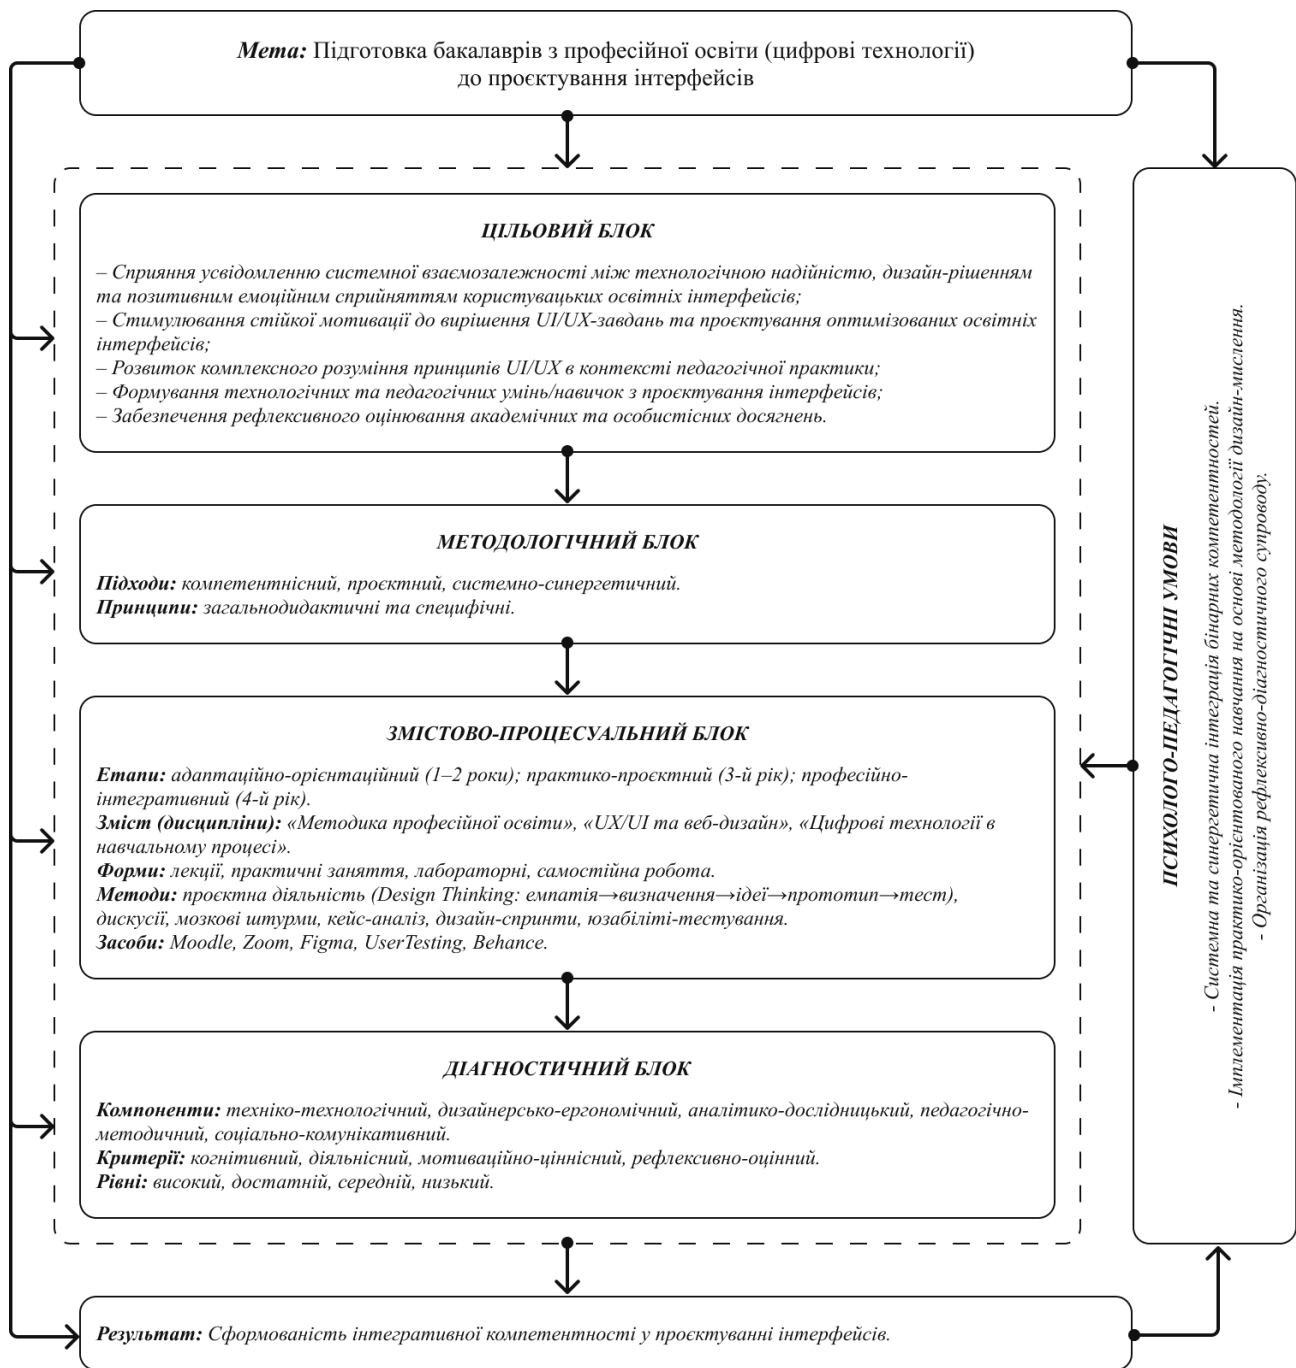 Мета: Підготовка бакалаврів з професійної освіти (цифрові технології)
до проєктування інтерфейсів
ЦІЛЬОВИЙ БЛОК
– Сприяння усвідомленню системної взаємозалежності між технологічною надійністю, дизайн-рішенням
та позитивним емоційним сприйняттям користувацьких освітніх інтерфейсів;
– Стимулювання стійкої мотивації до вирішення UI/UX-завдань та проєктування оптимізованих освітніх
інтерфейсів;
– Розвиток комплексного розуміння принципів UI/UX в контексті педагогічної практики;
– Формування технологічних та педагогічних умінь/навичок з проєктування інтерфейсів;
– Забезпечення рефлексивного оцінювання академічних та особистісних досягнень.
МЕТОДОЛОГІЧНИЙ БЛОК
Підходи: компетентнісний, проєктний, системно-синергетичний.
Принципи: загальнодидактичні та специфічні.
ЗМІСТОВО-ПРОЦЕСУАЛЬНИЙ БЛОК
Етапи: адаптаційно-орієнтаційний (1–2 роки); практико-проєктний (3-й рік); професійно-
інтегративний (4-й рік).
Зміст (дисципліни): «Методика професійної освіти», «UX/UI та веб-дизайн», «Цифрові технології в
навчальному процесі».
Форми: лекції, практичні заняття, лабораторні, самостійна робота.
Методи: проєктна діяльність (Design Thinking: емпатія→визначення→ідеї→прототип→тест),
дискусії, мозкові штурми, кейс-аналіз, дизайн-спринти, юзабіліті-тестування.
Засоби: Moodle, Zoom, Figma, UserTesting, Behance.
ДІАГНОСТИЧНИЙ БЛОК
Компоненти: техніко-технологічний, дизайнерсько-ергономічний, аналітико-дослідницький, педагогічно-
методичний, соціально-комунікативний.
Критерії: когнітивний, діяльнісний, мотиваційно-ціннісний, рефлексивно-оцінний.
Рівні: високий, достатній, середній, низький.
Результат: Сформованість інтегративної компетентності у проєктуванні інтерфейсів.
ПСИХОЛОГО-ПЕДАГОГІЧНІ УМОВИ
- Системна та синергетична інтеграція бінарних компетентностей.
- Імплементація практико-орієнтованого навчання на основі методології дизайн-мислення.
- Організація рефлексивно-діагностичного супроводу.